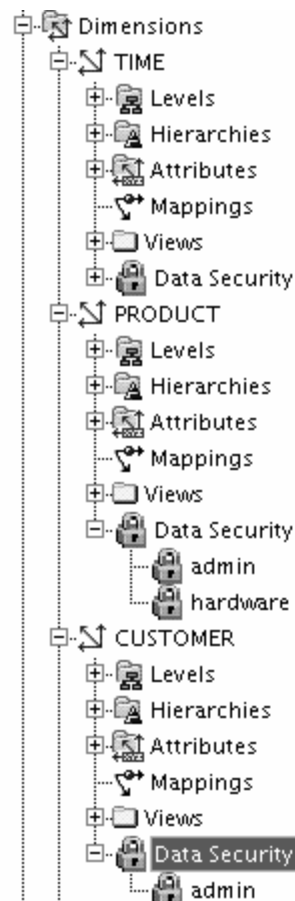 Dimensions
TIME
Levels
Hierarchies
Attributes
Mappings
Views
Data Security
PRODUCT
Levels
Hierarchies
Attributes
Mappings
Views
Data Security
admin
hardware
CUSTOMER
Levels
Hierarchies
Attributes
Mappings
Views
Data Security
admin